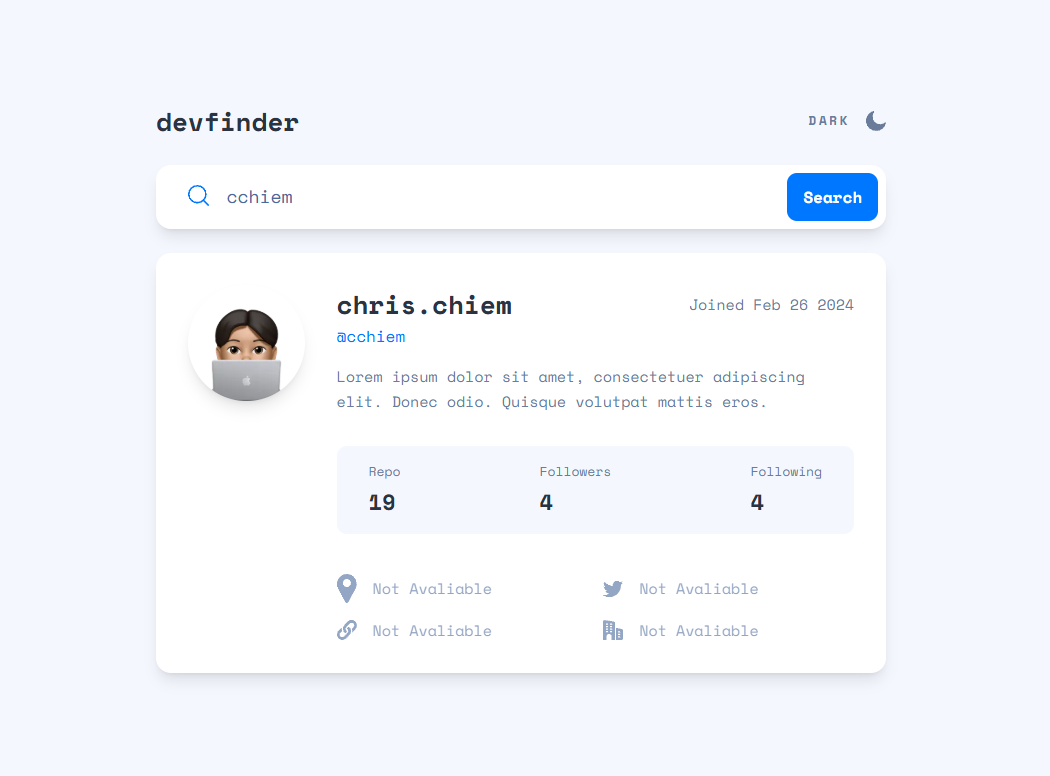 devfinder
DARK
cchiem
Search
chris.chiem
Joined Feb 26 2024
@cchiem
Lorem ipsum dolor sit amet, consectetuer adipiscing
elit. Donec odio. Quisque volutpat mattis eros.
Repo
Followers
Following
19
4
4
Not Avaliable
Not Avaliable
Not Avaliable
Not Avaliable